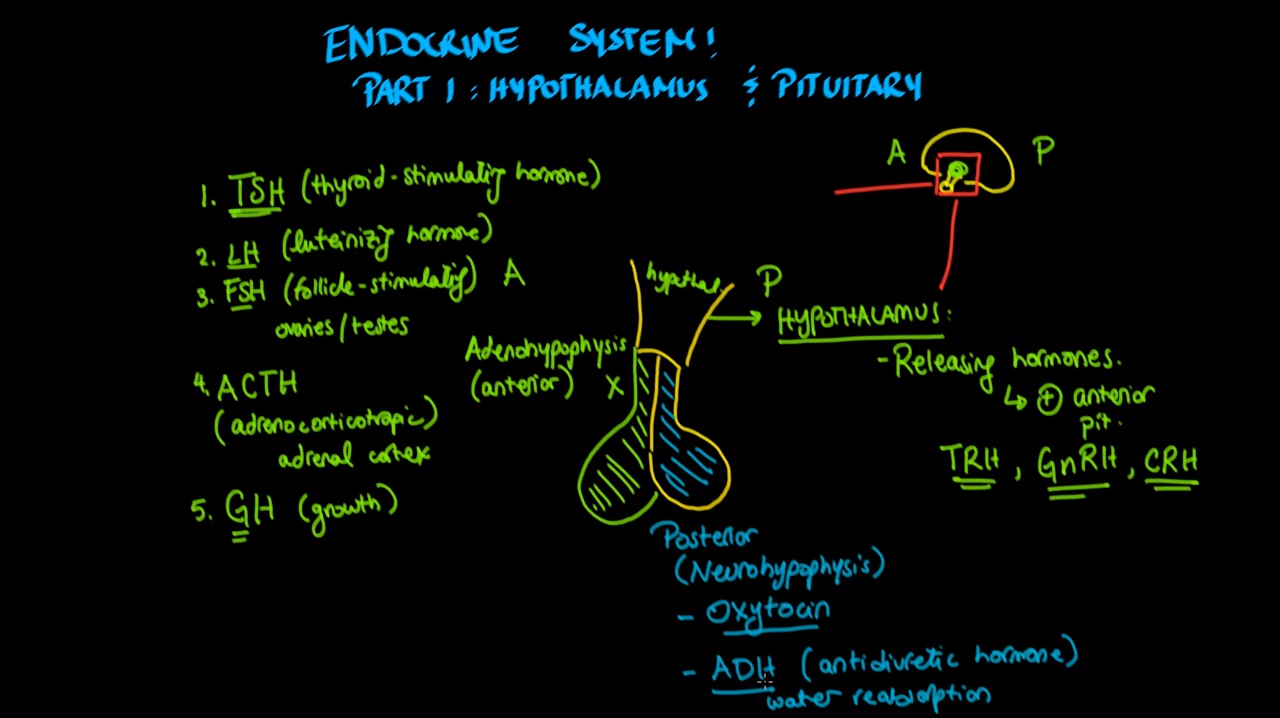 ENDOCRINE SYSTEM!
PART 1 : HYPOTHALAMUS & PITUITARY
A P
1. TSH (thyroid-stimulating hormone)
2. LH (luteinizing hormone)
3. FSH (follicle-stimulating) A
ovaries/testes
4. ACTH
(adrenocorticotropic)
adrenal cortex
5. GH (growth)
hypothal. P
Adenohypophysis
(anterior) X
HYPOTHALAMUS:
- Releasing hormones.
↳ ⊕ anterior
pit.
TRH, GnRH, CRH
Posterior
(Neurohypophysis)
- Oxytocin
- ADH (antidiuretic hormone)
water reabsorption